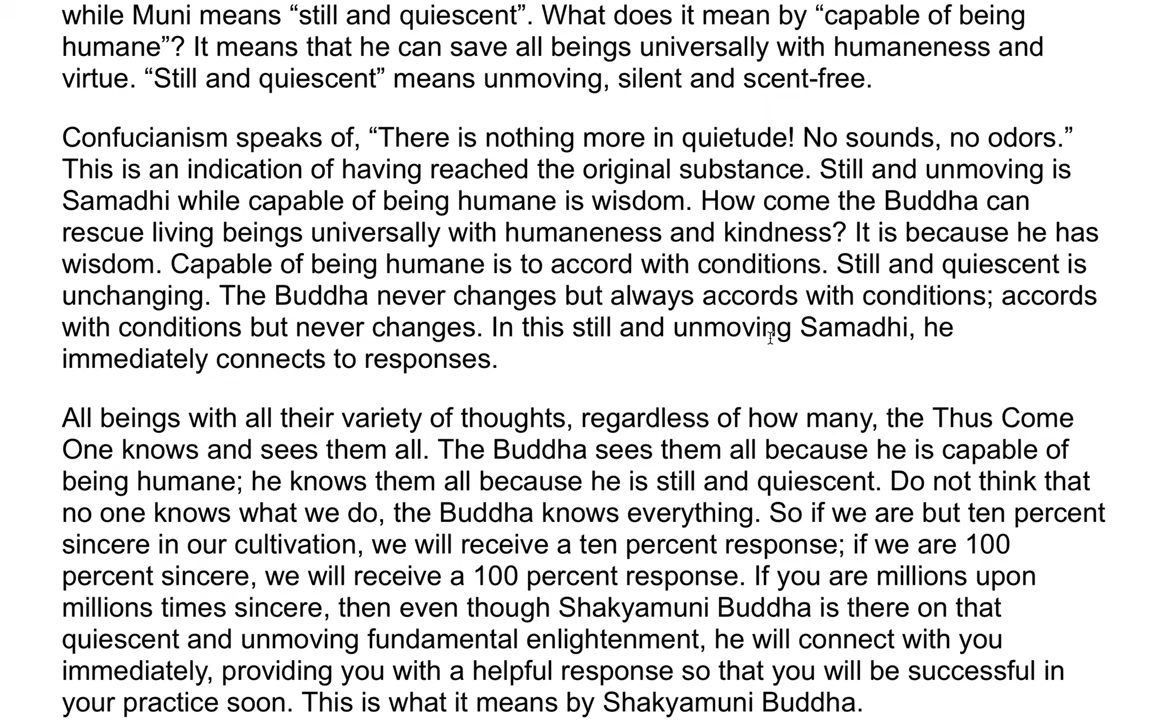 while Muni means “still and quiescent”. What does it mean by “capable of being
humane”? It means that he can save all beings universally with humaneness and
virtue. “Still and quiescent” means unmoving, silent and scent-free.
Confucianism speaks of, “There is nothing more in quietude! No sounds, no odors.”
This is an indication of having reached the original substance. Still and unmoving is
Samadhi while capable of being humane is wisdom. How come the Buddha can
rescue living beings universally with humaneness and kindness? It is because he has
wisdom. Capable of being humane is to accord with conditions. Still and quiescent is
unchanging. The Buddha never changes but always accords with conditions; accords
with conditions but never changes. In this still and unmoving Samadhi, he
immediately connects to responses.
All beings with all their variety of thoughts, regardless of how many, the Thus Come
One knows and sees them all. The Buddha sees them all because he is capable of
being humane; he knows them all because he is still and quiescent. Do not think that
no one knows what we do, the Buddha knows everything. So if we are but ten percent
sincere in our cultivation, we will receive a ten percent response; if we are 100
percent sincere, we will receive a 100 percent response. If you are millions upon
millions times sincere, then even though Shakyamuni Buddha is there on that
quiescent and unmoving fundamental enlightenment, he will connect with you
immediately, providing you with a helpful response so that you will be successful in
your practice soon. This is what it means by Shakyamuni Buddha.